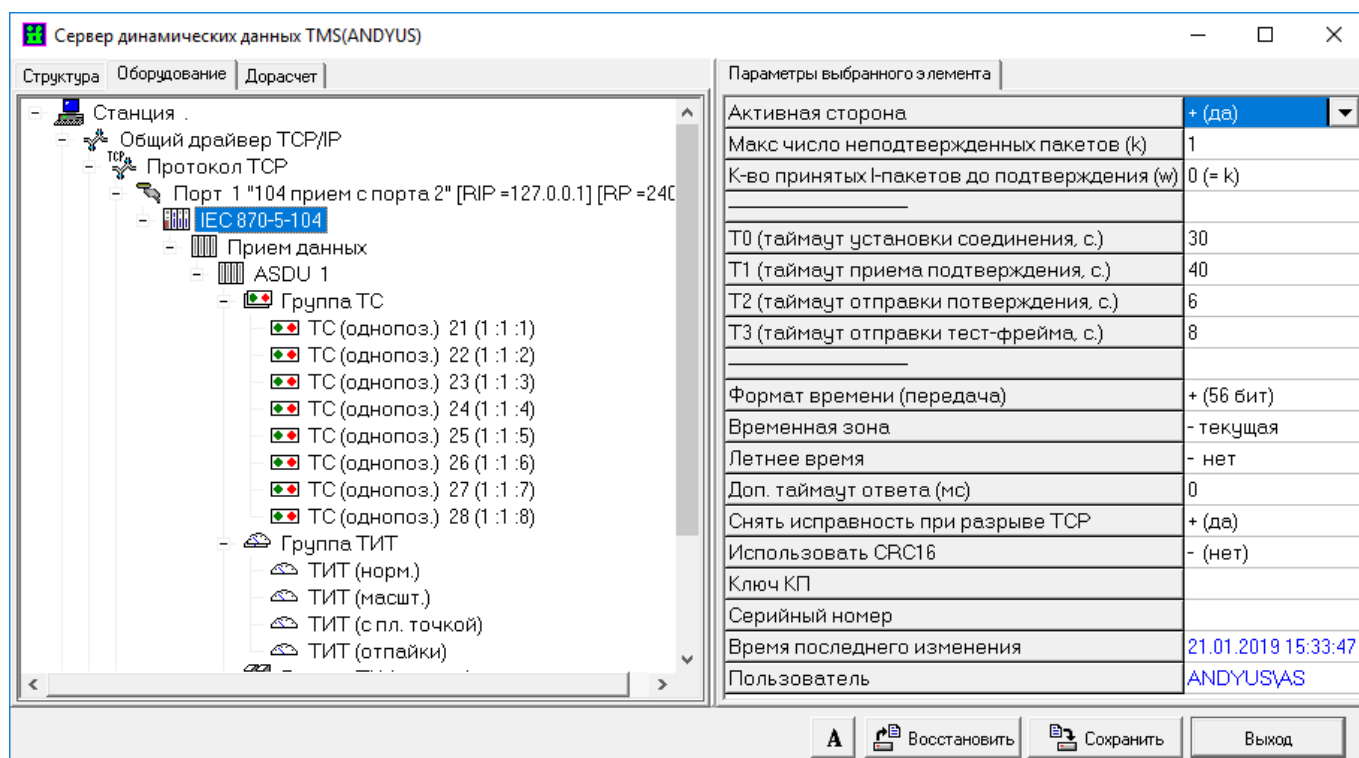 Сервер динамических данных TMS(ANDYUS)
Структура Оборудование Дорасчет
Станция .
Общий драйвер TCP/IP
TCP Протокол TCP
Порт 1 "104 прием с порта 2" [RIP =127.0.0.1] [RP =240
IEC 870-5-104
Прием данных
ASDU 1
Группа ТС
ТС (однопоз.) 21 (1 :1 :1)
ТС (однопоз.) 22 (1 :1 :2)
ТС (однопоз.) 23 (1 :1 :3)
ТС (однопоз.) 24 (1 :1 :4)
ТС (однопоз.) 25 (1 :1 :5)
ТС (однопоз.) 26 (1 :1 :6)
ТС (однопоз.) 27 (1 :1 :7)
ТС (однопоз.) 28 (1 :1 :8)
Группа ТИТ
ТИТ (норм.)
ТИТ (масшт.)
ТИТ (с пл. точкой)
ТИТ (отпайки)
Параметры выбранного элемента
Активная сторона + (да)
Макс число неподтвержденных пакетов (k) 1
К-во принятых I-пакетов до подтверждения (w) 0 (= k)
T0 (таймаут установки соединения, с.) 30
T1 (таймаут приема подтверждения, с.) 40
T2 (таймаут отправки потверждения, с.) 6
T3 (таймаут отправки тест-фрейма, с.) 8
Формат времени (передача) + (56 бит)
Временная зона - текущая
Летнее время - нет
Доп. таймаут ответа (мс) 0
Снять исправность при разрыве TCP + (да)
Использовать CRC16 - (нет)
Ключ КП
Серийный номер
Время последнего изменения 21.01.2019 15:33:47
Пользователь ANDYUS\AS
A Восстановить Сохранить Выход